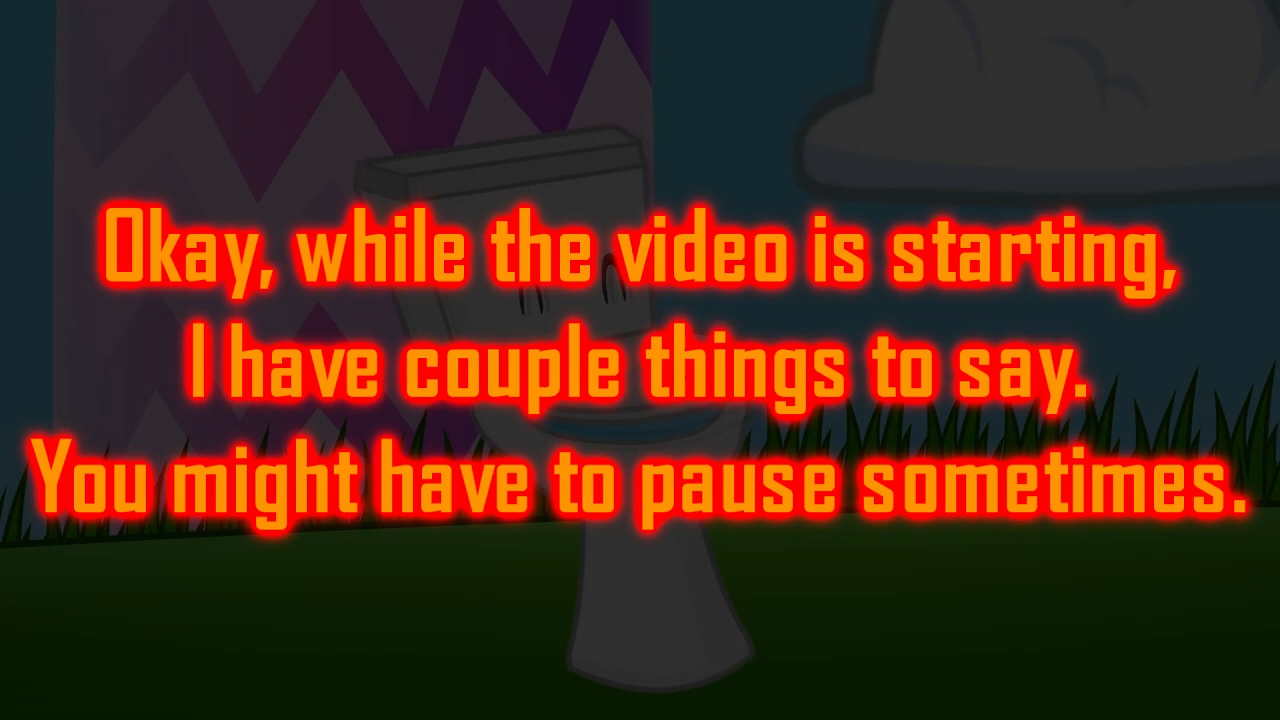 Okay, while the video is starting,
I have couple things to say.
You might have to pause sometimes.